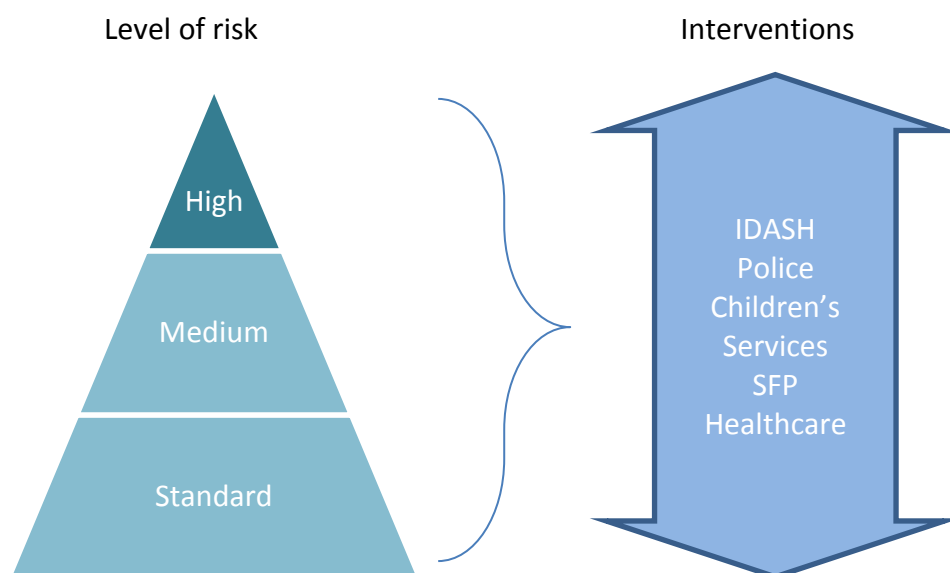 Level of risk
Interventions
High
Medium
Standard
IDASH
Police
Children’s
Services
SFP
Healthcare